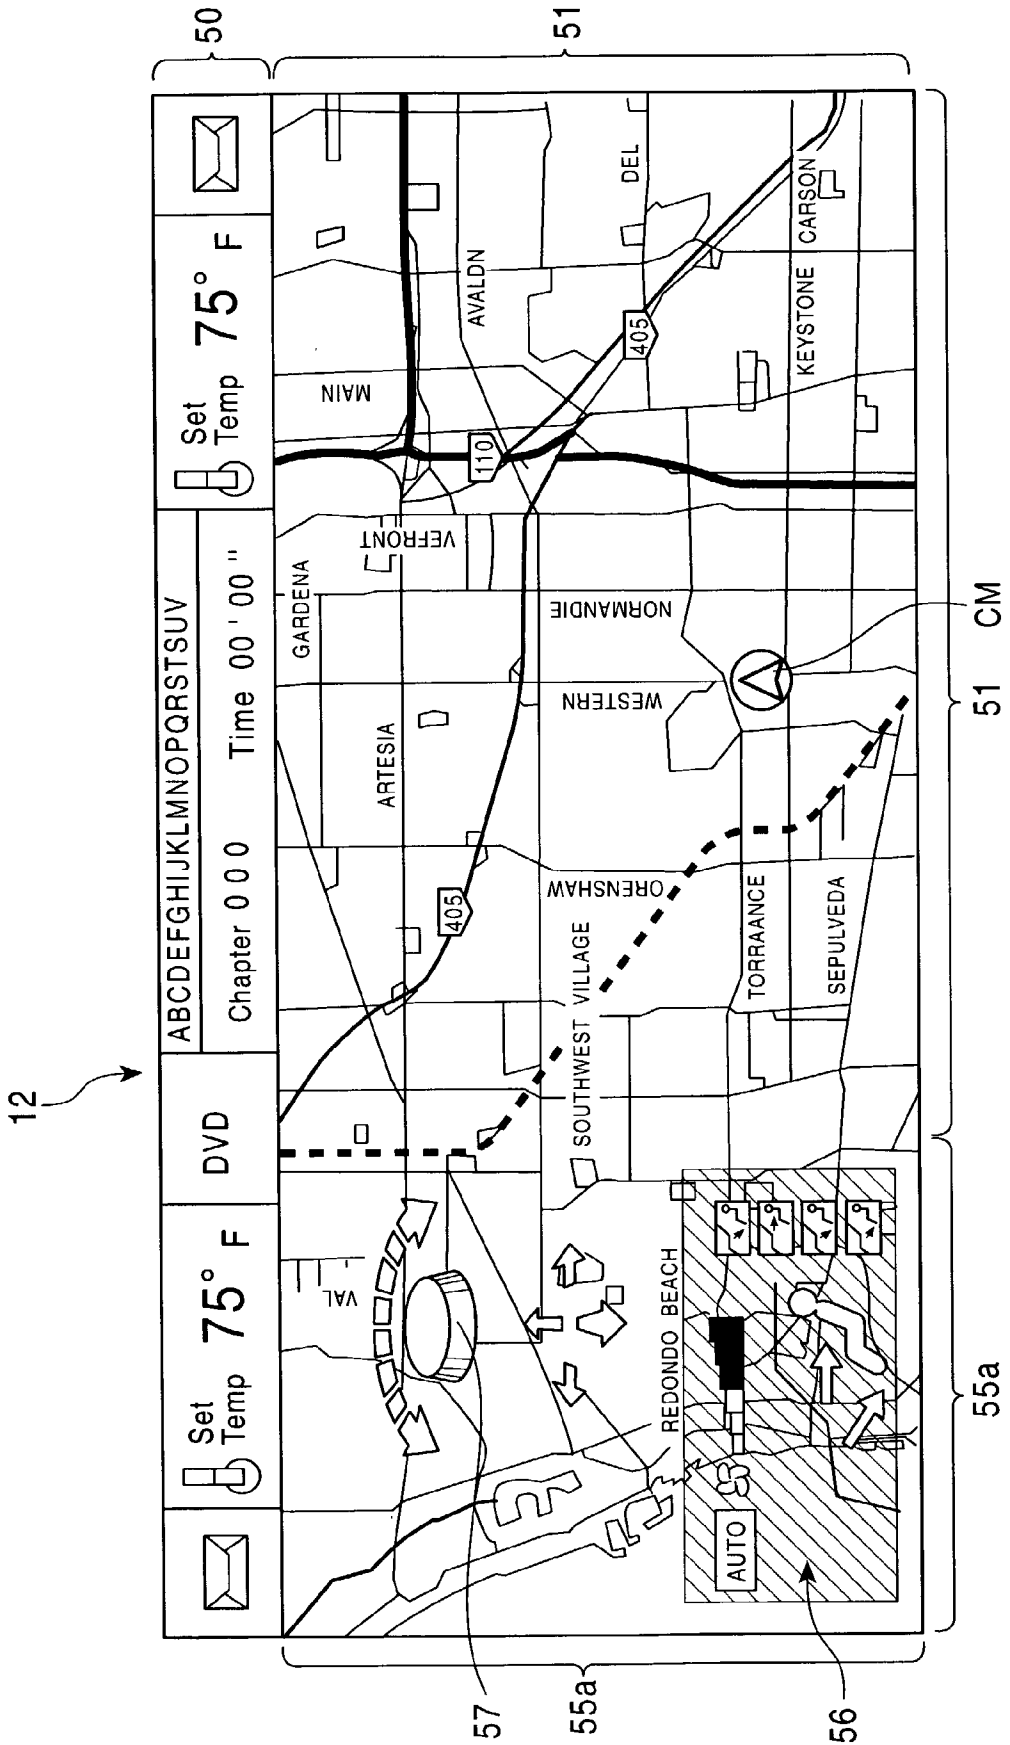 12
50
51
Set
Temp 75° F
DVD
ABCDEFGHIJKLMNOPQRSTSUV
Chapter 0 0 0 Time 00 ' 00 "
Set
Temp 75° F
VAL
GARDENA
MAIN
ARTESIA
VEFRONT
405
110
AVALDN
SOUTHWEST VILLAGE
ORENSHAW
WESTERN
NORMANDIE
405
DEL
REDONDO BEACH
TORRAANCE
SEPULVEDA
KEYSTONE
CARSON
AUTO
57
55a
56
55a
51
CM